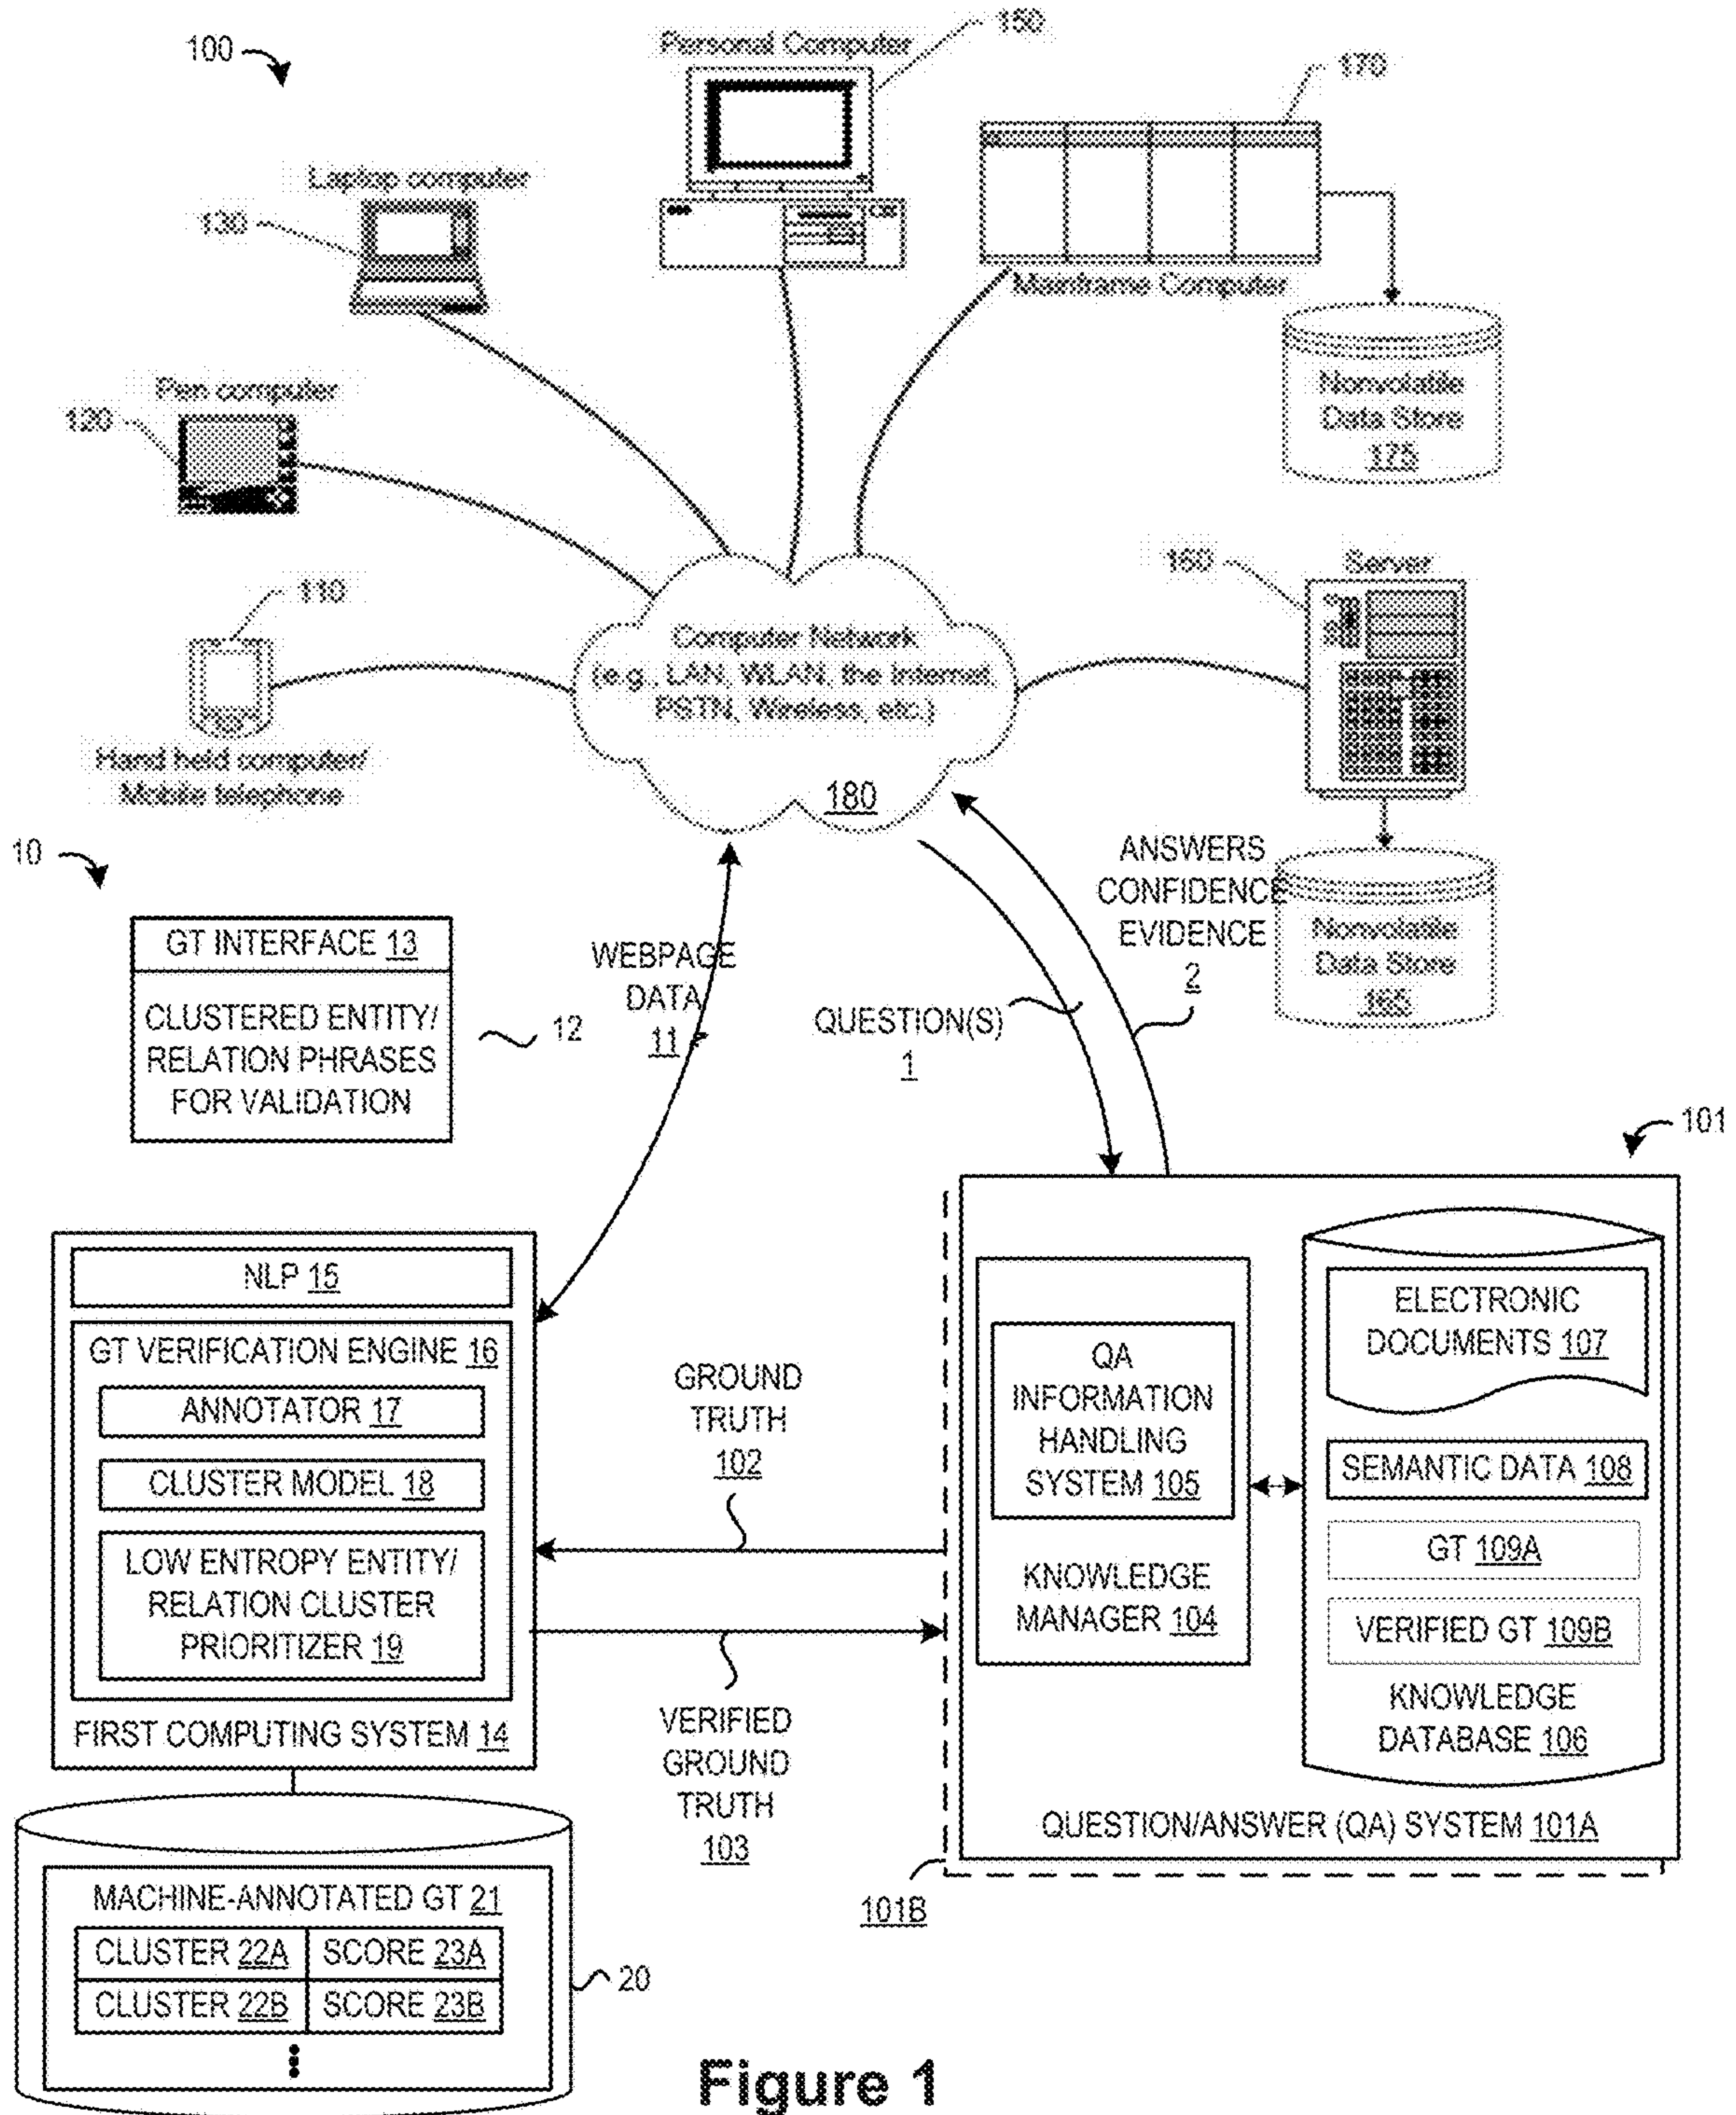 100
Personal Computer
150
170
Laptop computer
130
Mainframe Computer
Nonvolatile
Data Store
175
Pen computer
120
160
Server
110
Computer Network
(e.g., LAN, WLAN, the Internet,
PSTN, Wireless, etc.)
180
Hand held computer/
Mobile telephone
10
ANSWERS
CONFIDENCE
EVIDENCE
2
Nonvolatile
Data Store
165
GT INTERFACE 13
CLUSTERED ENTITY/
RELATION PHRASES
FOR VALIDATION
12
WEBPAGE
DATA
11
QUESTION(S)
1
101
NLP 15
GT VERIFICATION ENGINE 16
ANNOTATOR 17
CLUSTER MODEL 18
LOW ENTROPY ENTITY/
RELATION CLUSTER
PRIORITIZER 19
FIRST COMPUTING SYSTEM 14
GROUND
TRUTH
102
VERIFIED
GROUND
TRUTH
103
QA
INFORMATION
HANDLING
SYSTEM 105
KNOWLEDGE
MANAGER 104
ELECTRONIC
DOCUMENTS 107
SEMANTIC DATA 108
GT 109A
VERIFIED GT 109B
KNOWLEDGE
DATABASE 106
QUESTION/ANSWER (QA) SYSTEM 101A
101B
MACHINE-ANNOTATED GT 21
CLUSTER 22A SCORE 23A
CLUSTER 22B SCORE 23B
20
Figure 1